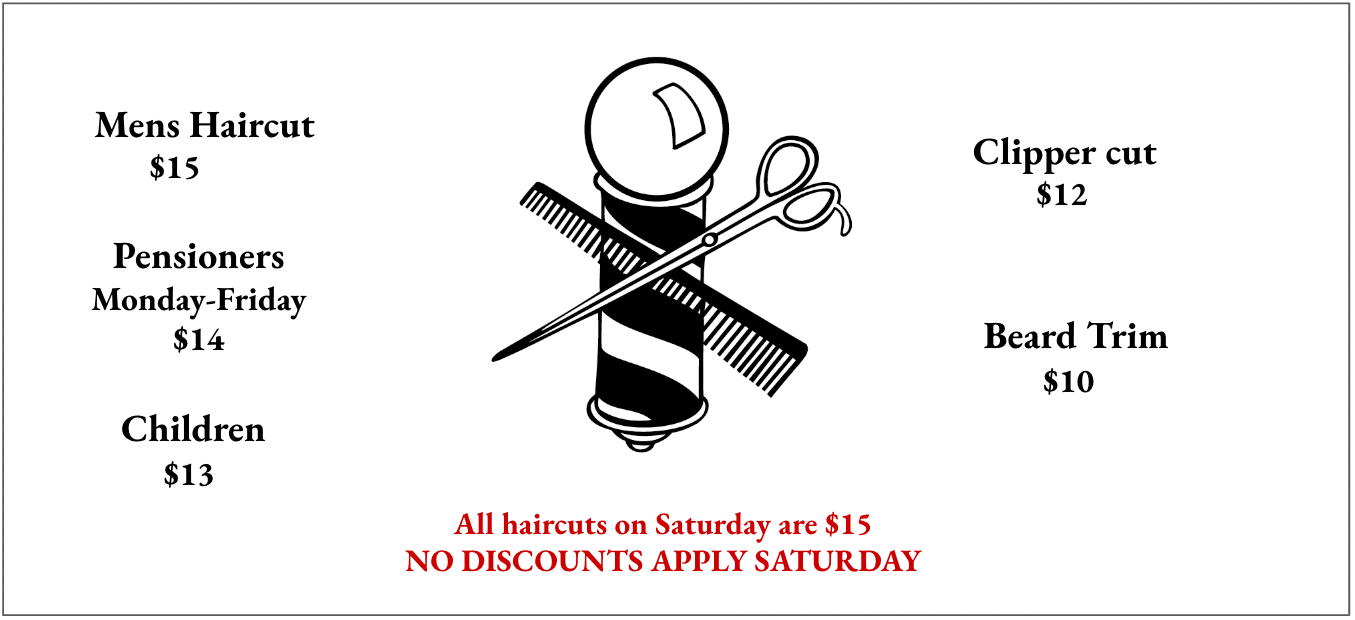 Mens Haircut
$15
Pensioners
Monday-Friday
$14
Children
$13
Clipper cut
$12
Beard Trim
$10
All haircuts on Saturday are $15
NO DISCOUNTS APPLY SATURDAY